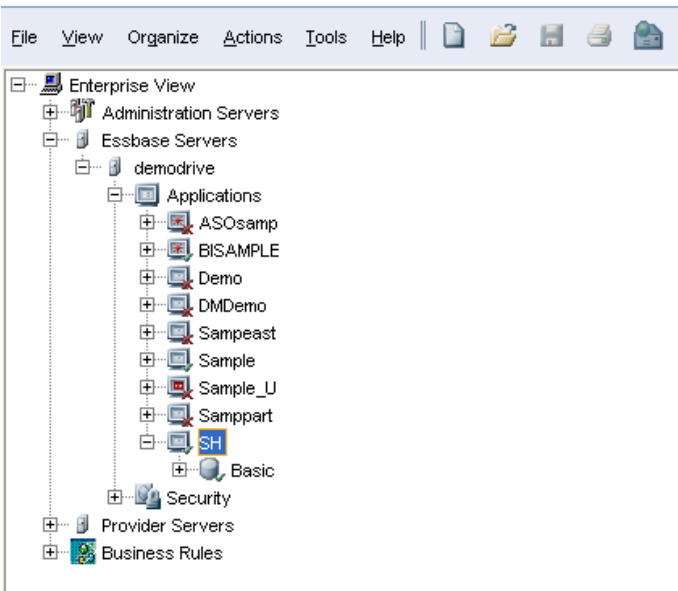 File View Organize Actions Tools Help
Enterprise View
Administration Servers
Essbase Servers
demodrive
Applications
ASOsamp
BISAMPLE
Demo
DMDemo
Sampeast
Sample
Sample_U
Samppart
SH
Basic
Security
Provider Servers
Business Rules